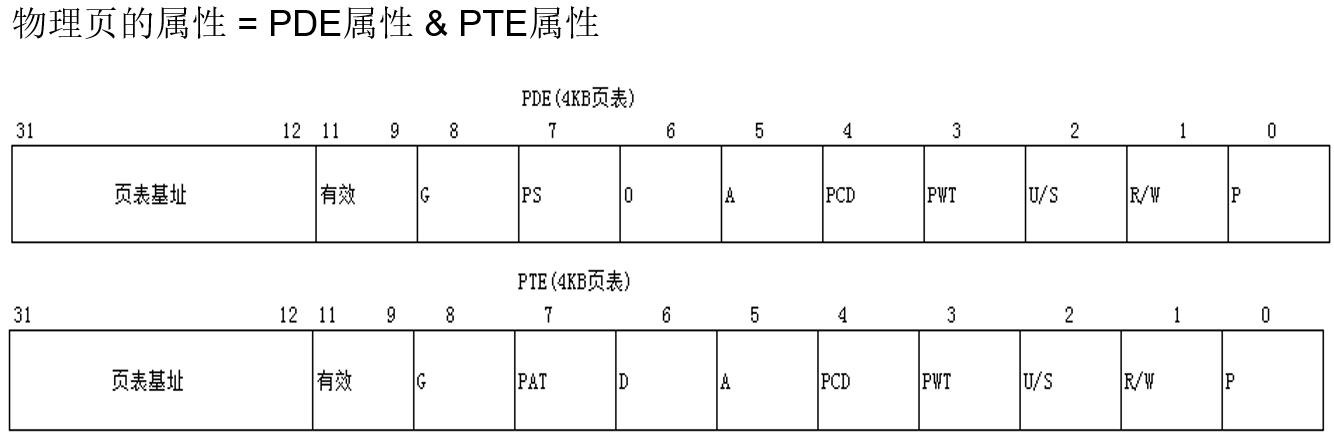 物理页的属性 = PDE属性 & PTE属性
PDE(4KB页表)
31 12 11 9 8 7 6 5 4 3 2 1 0
页表基址 有效 G PS 0 A PCD PWT U/S R/W P
PTE(4KB页表)
31 12 11 9 8 7 6 5 4 3 2 1 0
页表基址 有效 G PAT D A PCD PWT U/S R/W P